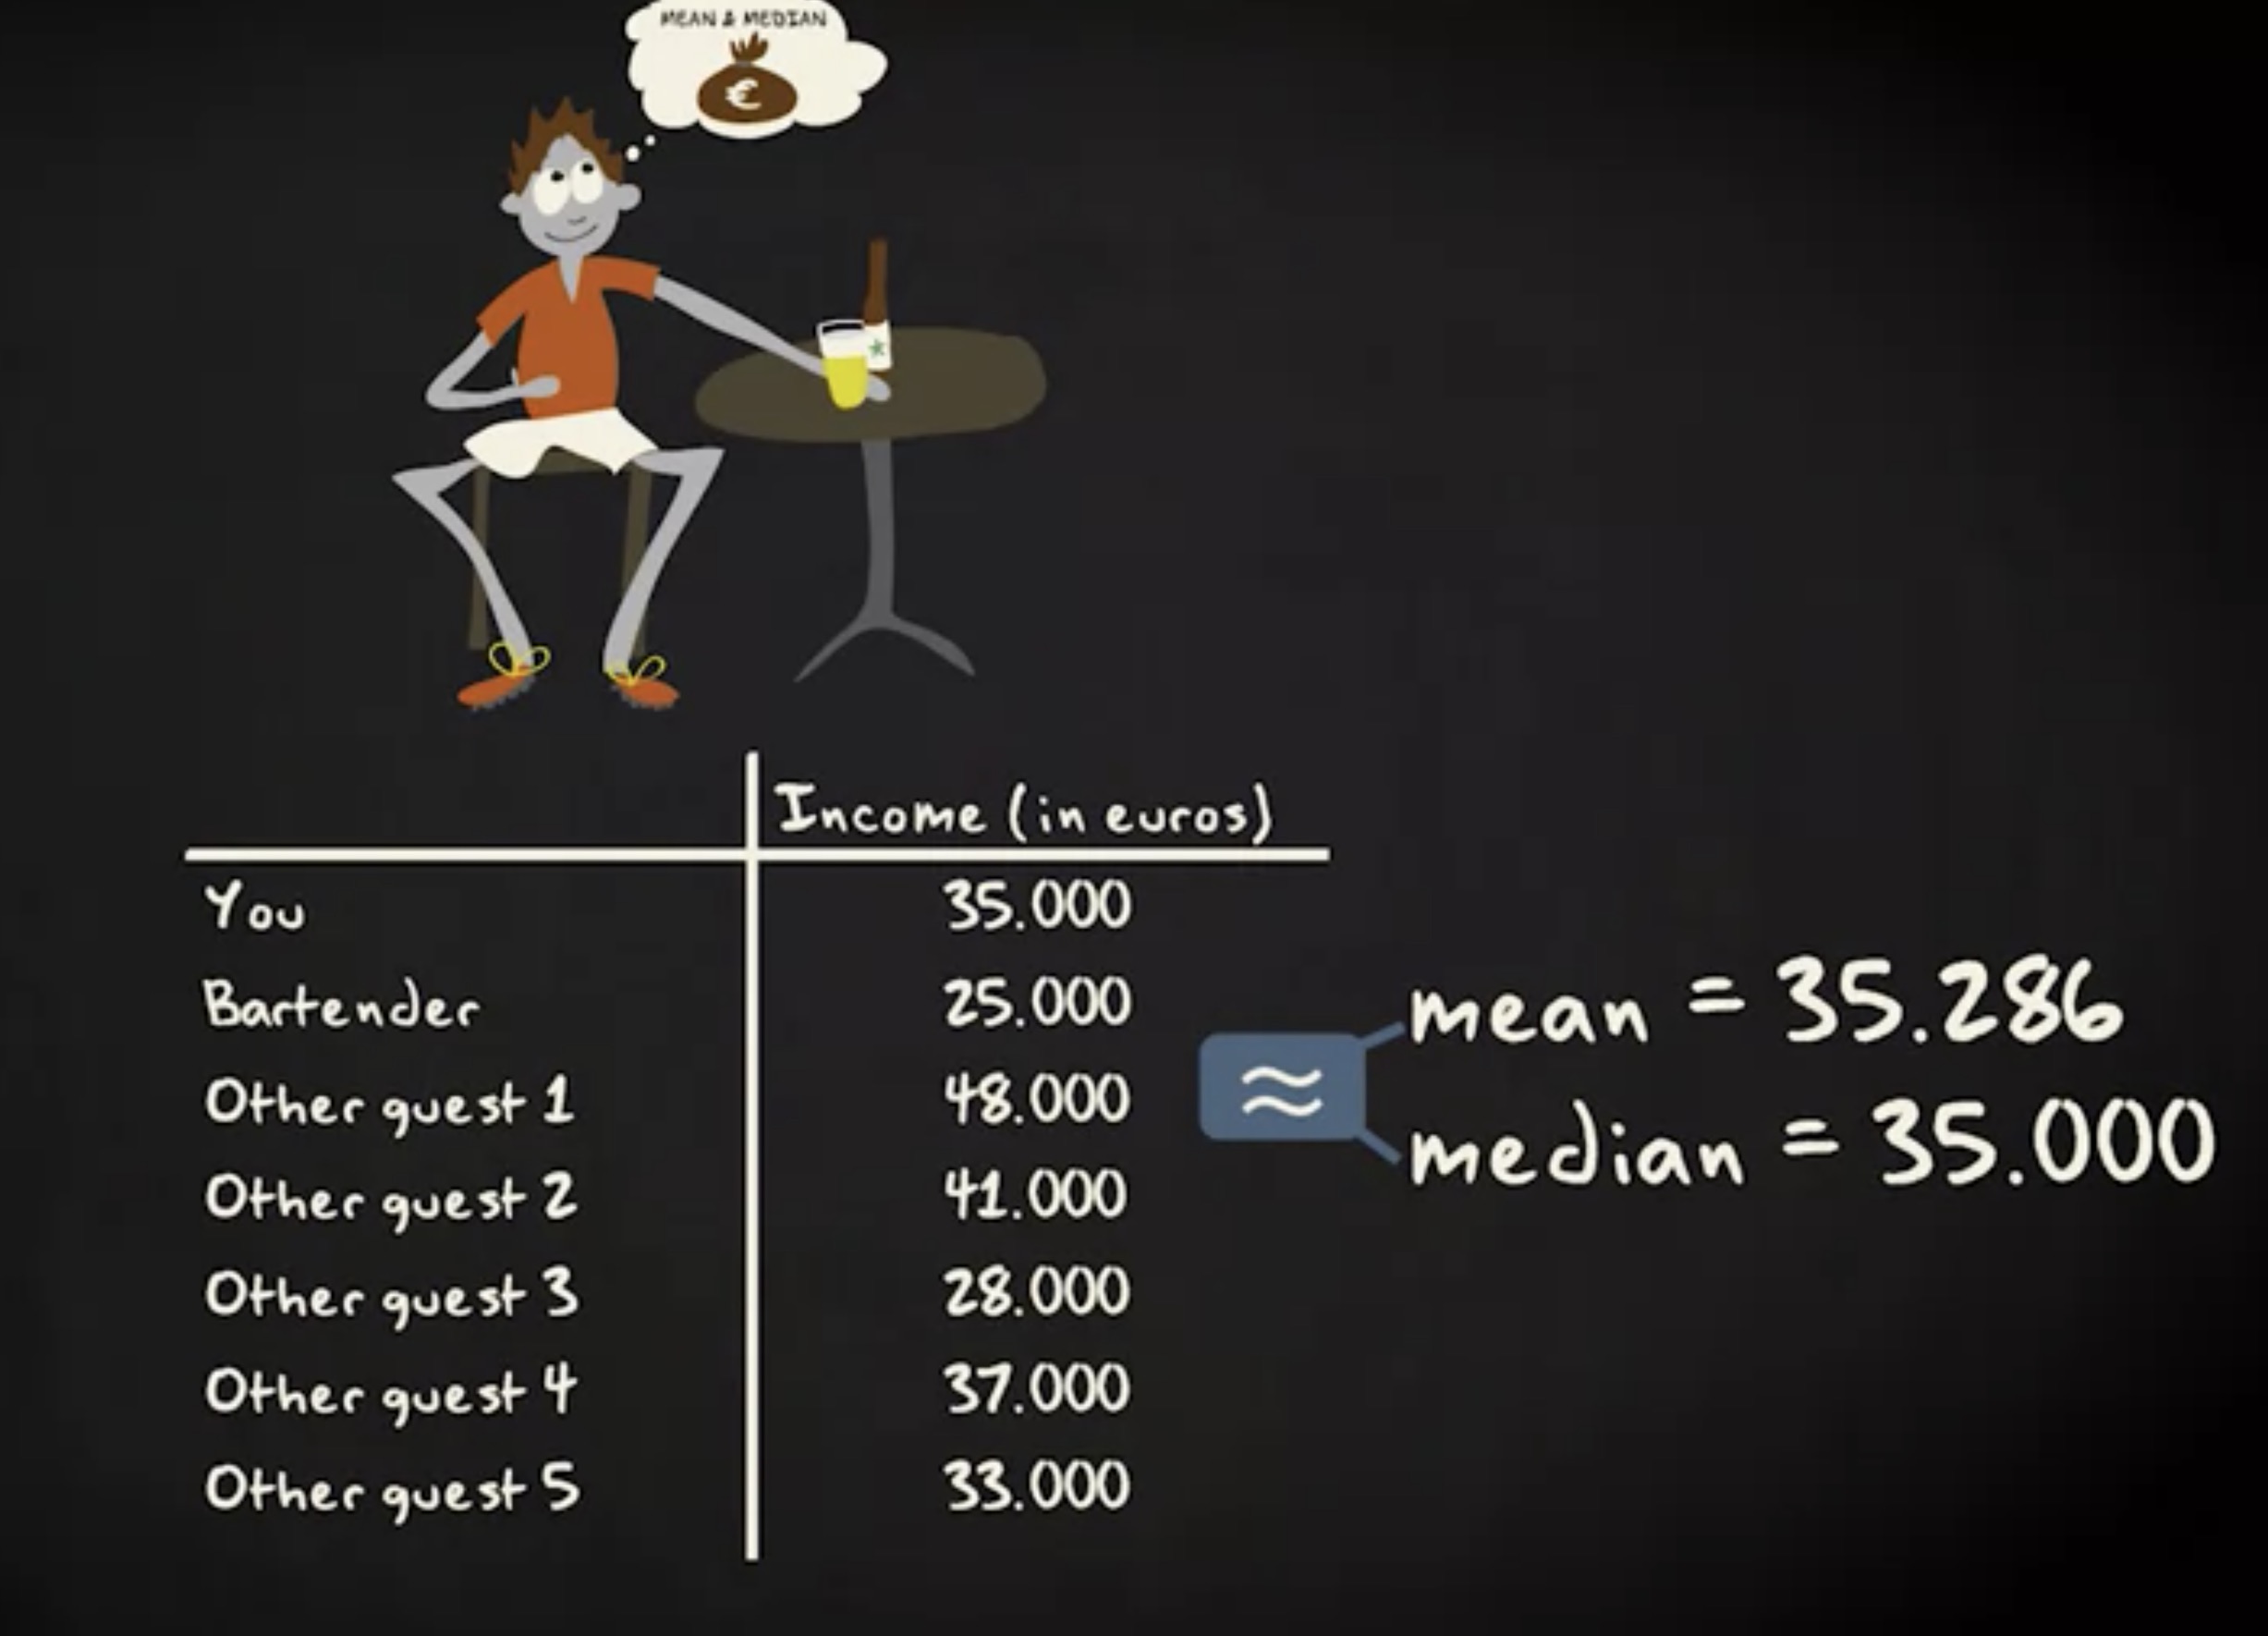 MEAN & MEDIAN
€
Income (in euros)
You 35.000
Bartender 25.000
Other guest 1 48.000
Other guest 2 41.000
Other guest 3 28.000
Other guest 4 37.000
Other guest 5 33.000
≈
mean = 35.286
median = 35.000